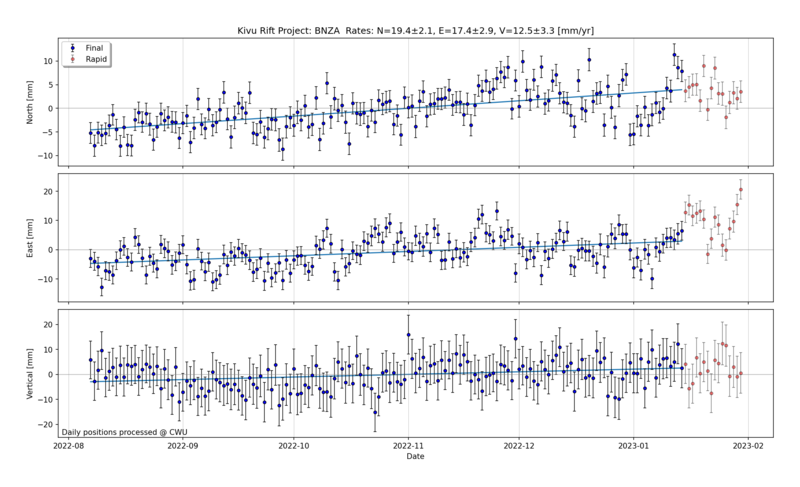 Kivu Rift Project: BNZA  Rates: N=19.4±2.1, E=17.4±2.9, V=12.5±3.3 [mm/yr]
Final
Rapid
North [mm]
10
5
0
−5
−10
East [mm]
20
10
0
−10
Vertical [mm]
20
10
0
−10
−20
Daily positions processed @ CWU
2022-08 2022-09 2022-10 2022-11 2022-12 2023-01 2023-02
Date